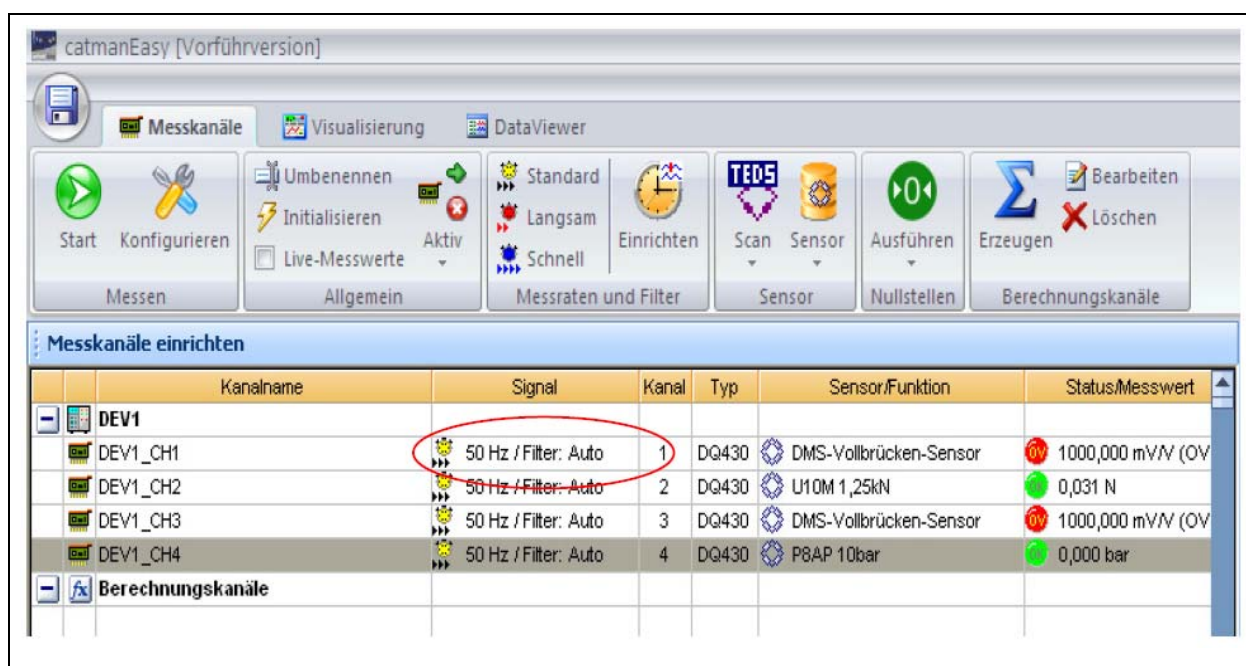 catmanEasy [Vorführversion]
Messkanäle Visualisierung DataViewer
Start Konfigurieren
Messen
Umbenennen
Initialisieren
Live-Messwerte
Aktiv
Allgemein
Standard
Langsam
Schnell
Einrichten
Messraten und Filter
TEDS
Scan Sensor
Sensor
0
Ausführen
Nullstellen
Σ
Erzeugen
Bearbeiten
Löschen
Berechnungskanäle
Messkanäle einrichten
Kanalname Signal Kanal Typ Sensor/Funktion Status/Messwert
DEV1
DEV1_CH1 50 Hz / Filter: Auto 1 DQ430 DMS-Vollbrücken-Sensor OV 1000,000 mV/V (OV
DEV1_CH2 50 Hz / Filter: Auto 2 DQ430 U10M 1,25kN 0,031 N
DEV1_CH3 50 Hz / Filter: Auto 3 DQ430 DMS-Vollbrücken-Sensor OV 1000,000 mV/V (OV
DEV1_CH4 50 Hz / Filter: Auto 4 DQ430 P8AP 10bar 0,000 bar
fx Berechnungskanäle